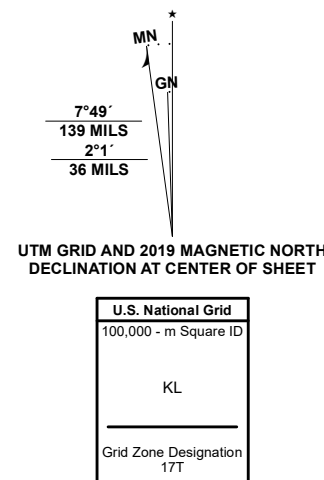 ★
MN
GN
7°49´
139 MILS
2°1´
36 MILS
UTM GRID AND 2019 MAGNETIC NORTH
DECLINATION AT CENTER OF SHEET
U.S. National Grid
100,000 - m Square ID
KL
Grid Zone Designation
17T